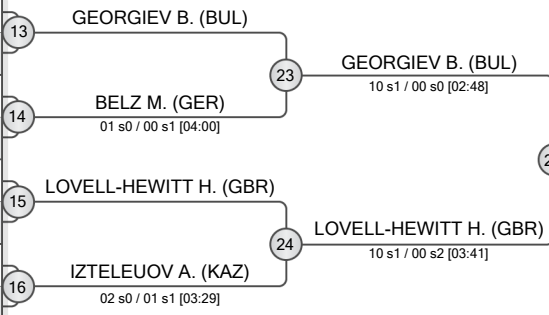 GEORGIEV B. (BUL)
13
23
GEORGIEV B. (BUL)
10 s1 / 00 s0 [02:48]
BELZ M. (GER)
14
01 s0 / 00 s1 [04:00]
LOVELL-HEWITT H. (GBR)
15
24
LOVELL-HEWITT H. (GBR)
10 s1 / 00 s2 [03:41]
IZTELEUOV A. (KAZ)
16
02 s0 / 01 s1 [03:29]